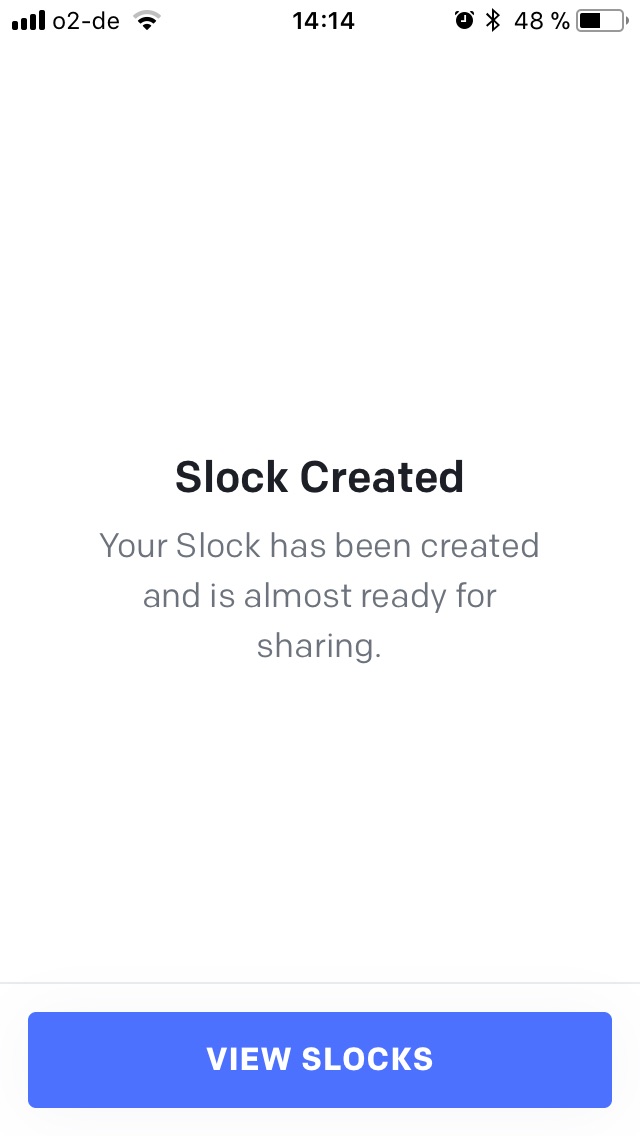 o2-de 14:14 48 %
Slock Created
Your Slock has been created
and is almost ready for
sharing.
VIEW SLOCKS